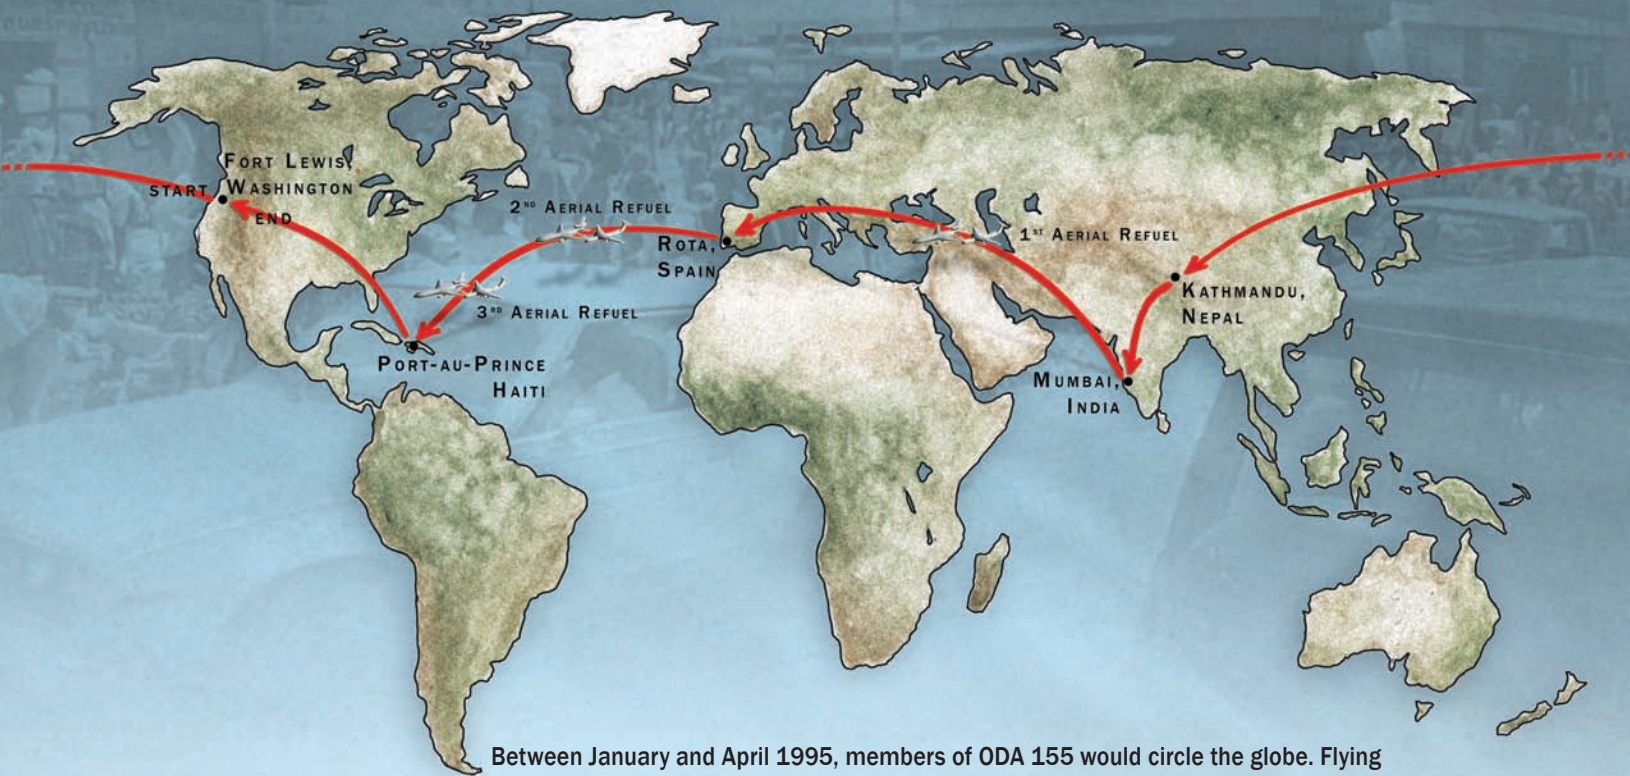 Fort Lewis,
START Washington
END
2ND Aerial Refuel
Rota,
Spain
1ST Aerial Refuel
3RD Aerial Refuel
Kathmandu,
Nepal
Port-au-Prince
Haiti
Mumbai,
India
Between January and April 1995, members of ODA 155 would circle the globe. Flying